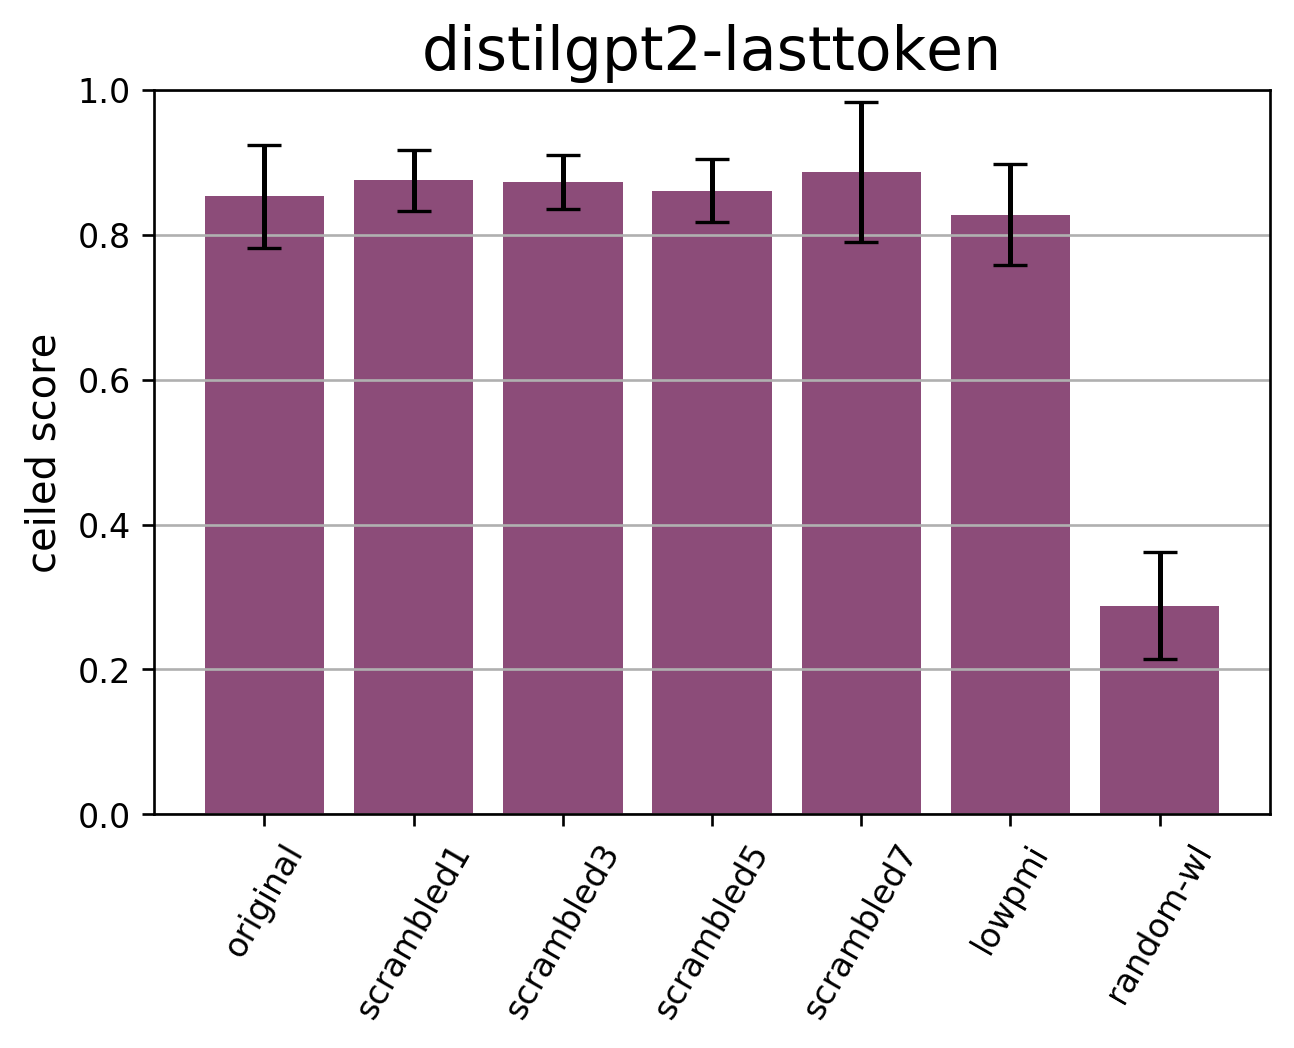 distilgpt2-lasttoken
ceiled score
1.0
0.8
0.6
0.4
0.2
0.0
original
scrambled1
scrambled3
scrambled5
scrambled7
lowpmi
random-wl